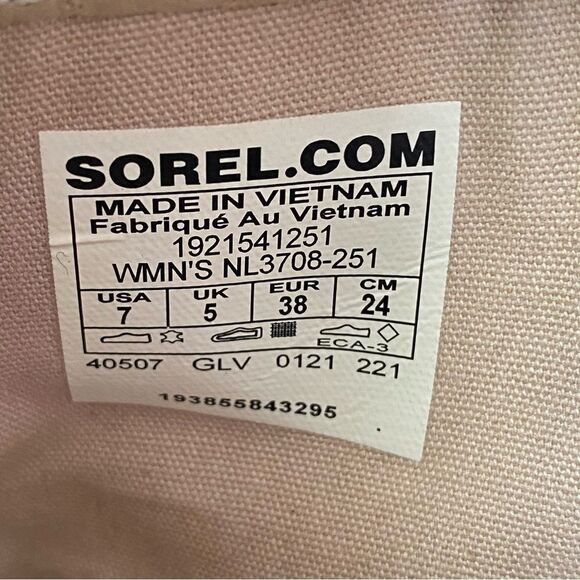 SOREL.COM
MADE IN VIETNAM
Fabriqué Au Vietnam
1921541251
WMN'S NL3708-251
USA UK EUR CM
7 5 38 24
ECA-3
40507 GLV 0121 221
193855843295